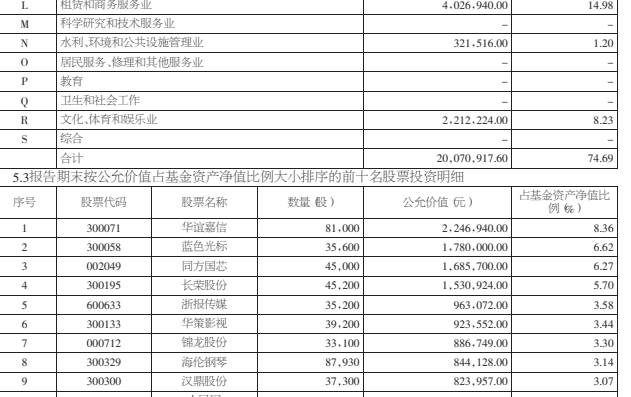 L 租赁和商务服务业 4,026,940.00 14.98
M 科学研究和技术服务业 – –
N 水利、环境和公共设施管理业 321,516.00 1.20
O 居民服务、修理和其他服务业 – –
P 教育 – –
Q 卫生和社会工作 – –
R 文化、体育和娱乐业 2,212,224.00 8.23
S 综合 – –
合计 20,070,917.60 74.69
5.3报告期末按公允价值占基金资产净值比例大小排序的前十名股票投资明细
序号 股票代码 股票名称 数量(股) 公允价值(元) 占基金资产净值比
例(%)
1 300071 华谊嘉信 81,000 2,246,940.00 8.36
2 300058 蓝色光标 35,600 1,780,000.00 6.62
3 002049 同方国芯 45,000 1,685,700.00 6.27
4 300195 长荣股份 45,200 1,530,924.00 5.70
5 600633 浙报传媒 35,200 963,072.00 3.58
6 300133 华策影视 39,200 923,552.00 3.44
7 000712 锦龙股份 33,100 886,749.00 3.30
8 300329 海伦钢琴 87,930 844,128.00 3.14
9 300300 汉鼎股份 37,300 823,957.00 3.07